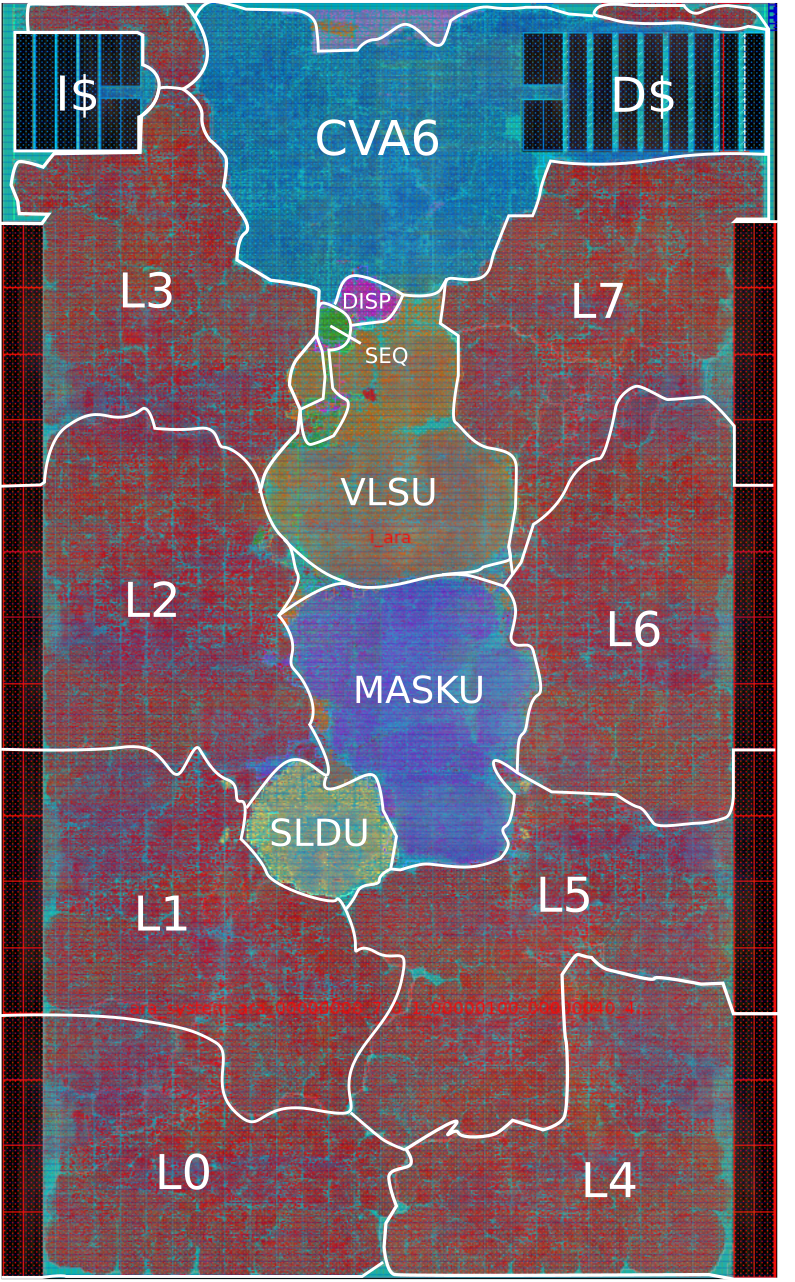 I$
D$
CVA6
L3
DISP
L7
SEQ
VLSU
i_ara
L2
L6
MASKU
SLDU
L1
L5
L0
L4